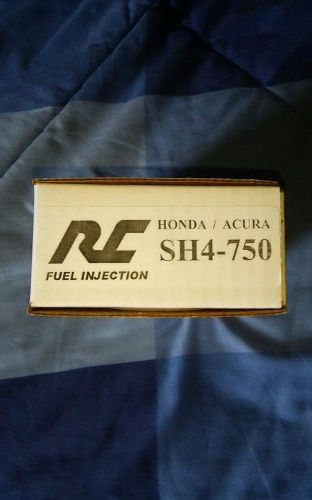 RC
FUEL INJECTION
HONDA / ACURA
SH4-750